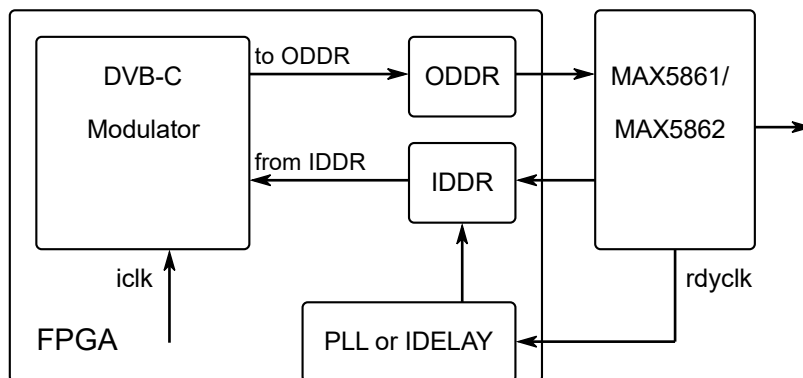 DVB-C
Modulator
to ODDR
ODDR
MAX5861/
MAX5862
from IDDR
IDDR
iclk
rdyclk
FPGA
PLL or IDELAY